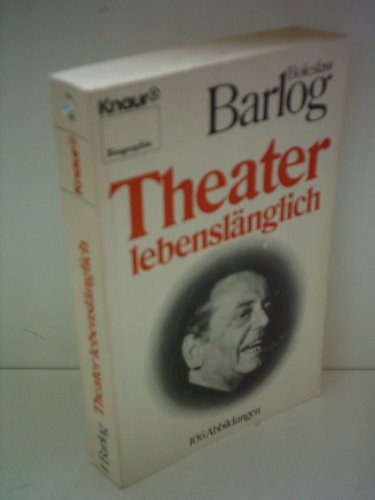 Knaur®
Biographie
Boleslaw
Barlog
Theater
lebenslänglich
106 Abbildungen
Barlog Theater lebenslänglich Knaur®